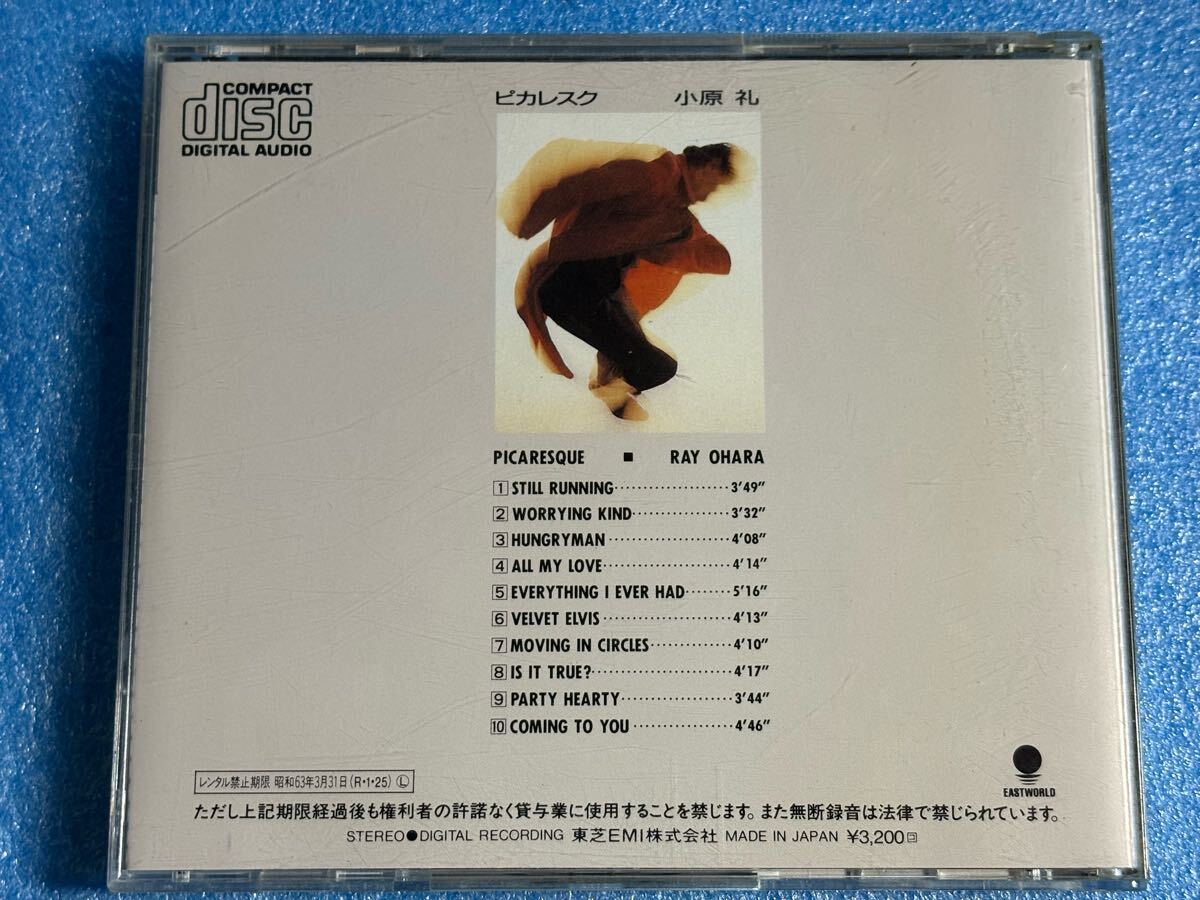 COMPACT
disc
DIGITAL AUDIO
ピカレスク 小原 礼
PICARESQUE ■ RAY OHARA
1 STILL RUNNING····················3'49"
2 WORRYING KIND·················3'32"
3 HUNGRYMAN·····················4'08"
4 ALL MY LOVE······················4'14"
5 EVERYTHING I EVER HAD········5'16"
6 VELVET ELVIS·······················4'13"
7 MOVING IN CIRCLES··············4'10"
8 IS IT TRUE?·························4'17"
9 PARTY HEARTY····················3'44"
10 COMING TO YOU·················4'46"
EASTWORLD
レンタル禁止期限 昭和63年3月31日(R・1・25) Ⓛ
ただし上記期限経過後も権利者の許諾なく貸与業に使用することを禁じます。また無断録音は法律で禁じられています。
STEREO●DIGITAL RECORDING 東芝EMI株式会社 MADE IN JAPAN ¥3,200